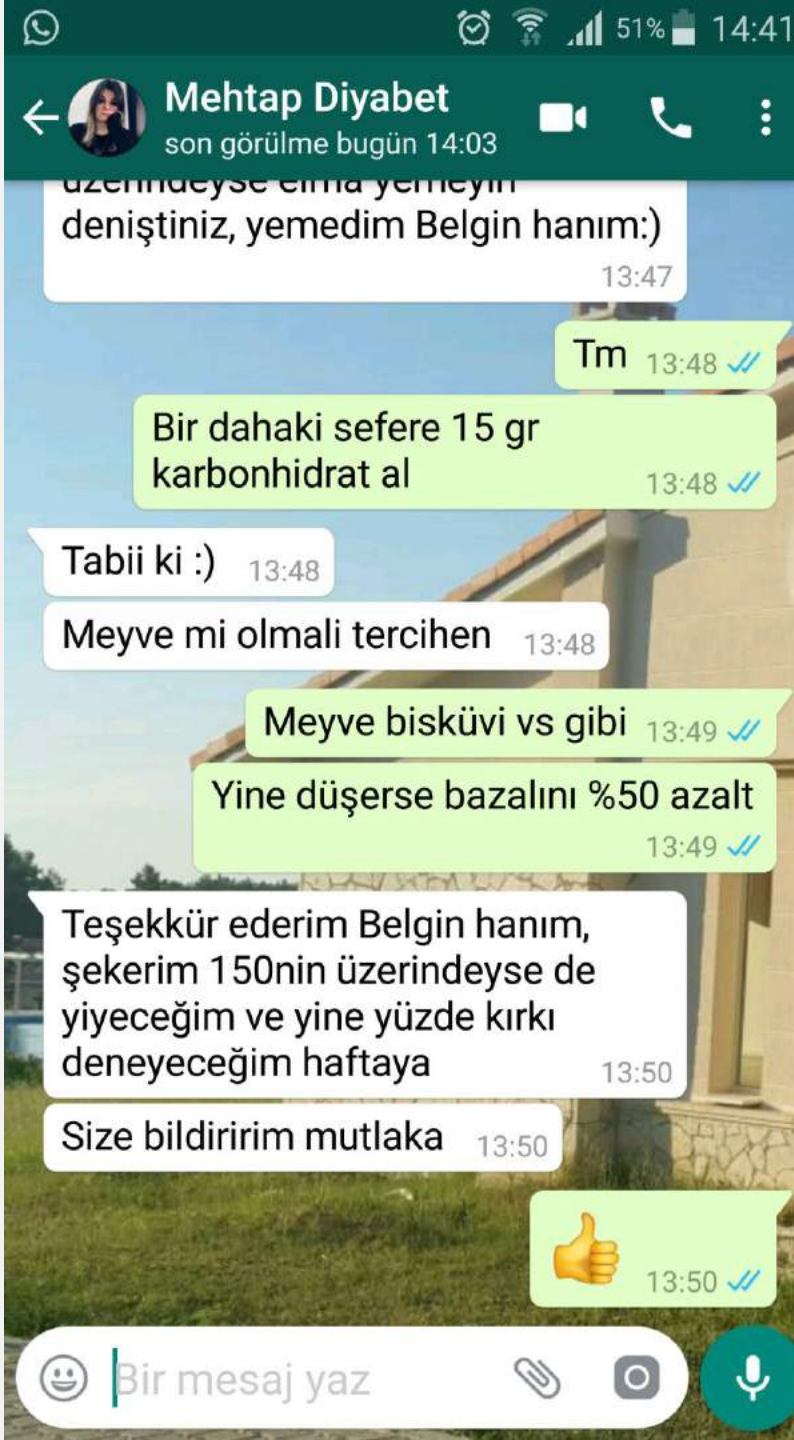 51% 14:41
Mehtap Diyabet
son görülme bugün 14:03
üzerindeyse elma yemeyin
deniştiniz, yemedim Belgin hanım:)
13:47
Tm 13:48
Bir dahaki sefere 15 gr
karbonhidrat al 13:48
Tabii ki :) 13:48
Meyve mi olmali tercihen 13:48
Meyve bisküvi vs gibi 13:49
Yine düşerse bazalını %50 azalt
13:49
Teşekkür ederim Belgin hanım,
şekerim 150nin üzerindeyse de
yiyeceğim ve yine yüzde kırkı
deneyeceğim haftaya 13:50
Size bildiririm mutlaka 13:50
👍 13:50
Bir mesaj yaz